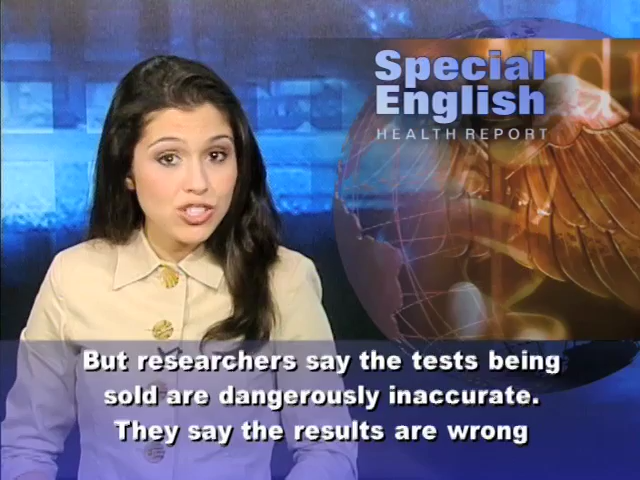 Special
English
HEALTH REPORT
But researchers say the tests being
sold are dangerously inaccurate.
They say the results are wrong